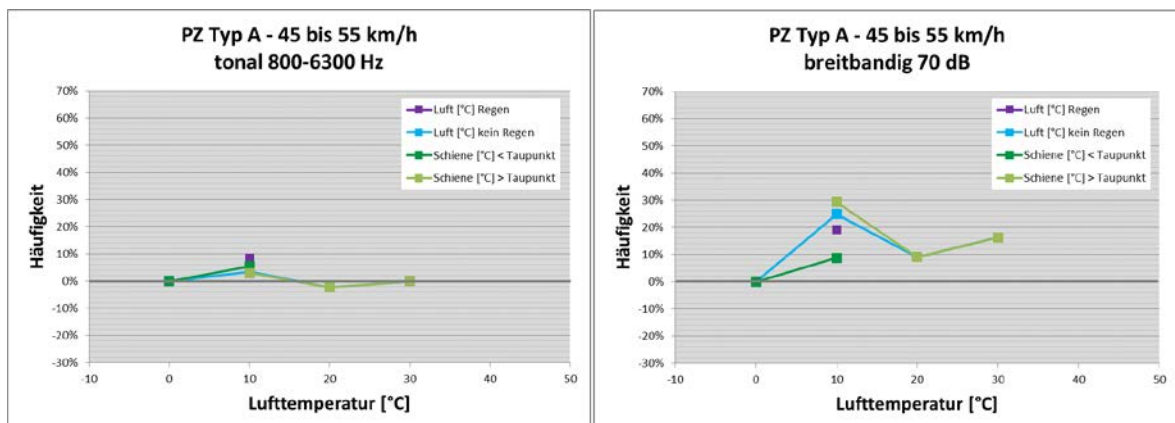 PZ Typ A - 45 bis 55 km/h
tonal 800-6300 Hz
70%
60%
50%
40%
30%
20%
10%
0%
-10%
-20%
-30%
Häufigkeit
Luft [°C] Regen
Luft [°C] kein Regen
Schiene [°C] < Taupunkt
Schiene [°C] > Taupunkt
-10 0 10 20 30 40 50
Lufttemperatur [°C]
PZ Typ A - 45 bis 55 km/h
breitbandig 70 dB
70%
60%
50%
40%
30%
20%
10%
0%
-10%
-20%
-30%
Häufigkeit
Luft [°C] Regen
Luft [°C] kein Regen
Schiene [°C] < Taupunkt
Schiene [°C] > Taupunkt
-10 0 10 20 30 40 50
Lufttemperatur [°C]